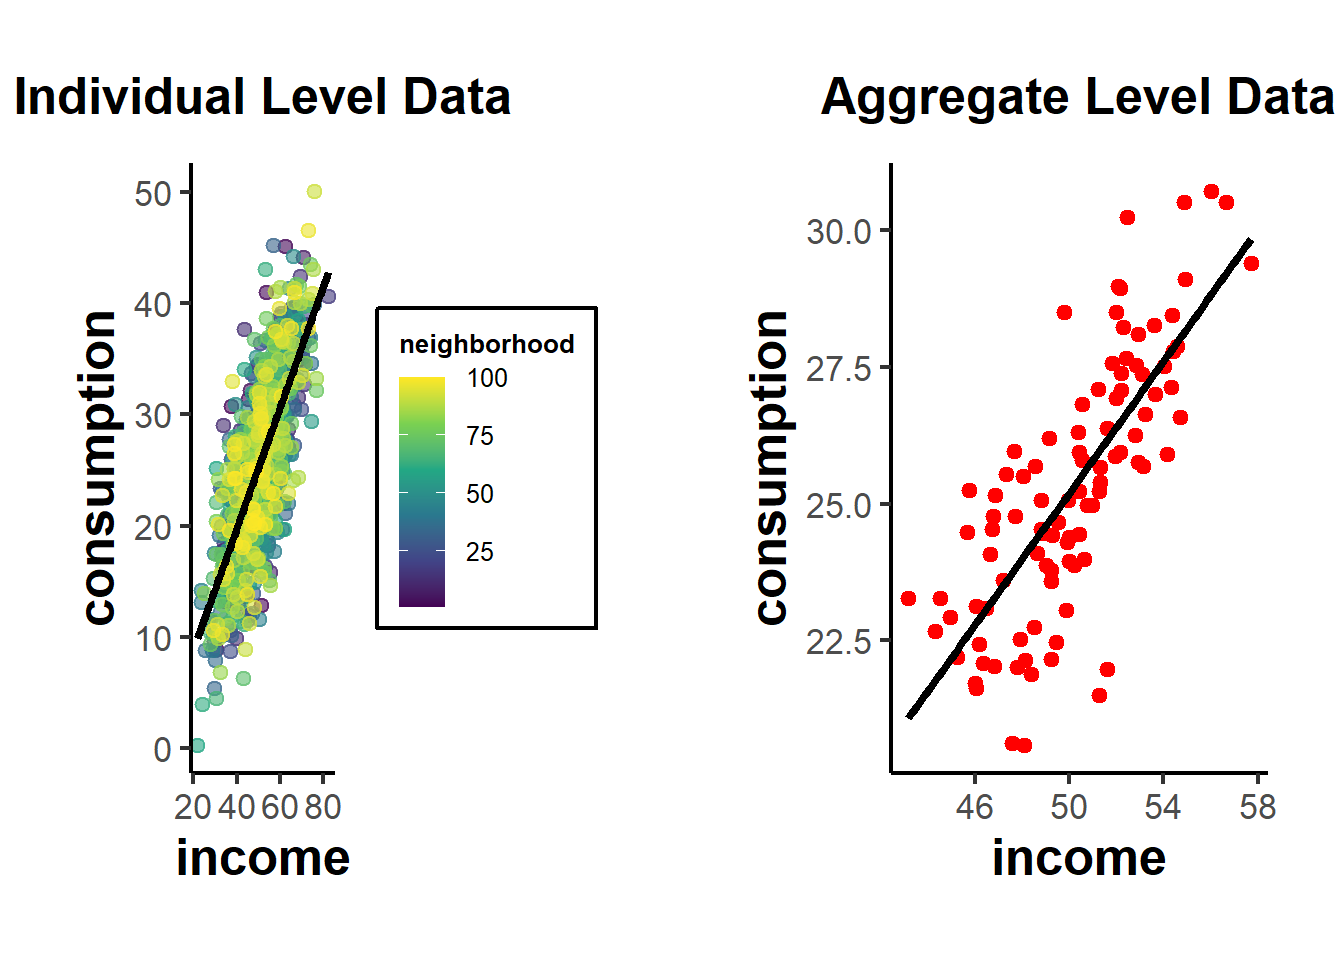 Individual Level Data
consumption
50
40
30
20
10
0
20 40 60 80
income
neighborhood
100
75
50
25
Aggregate Level Data
consumption
30.0
27.5
25.0
22.5
46 50 54 58
income